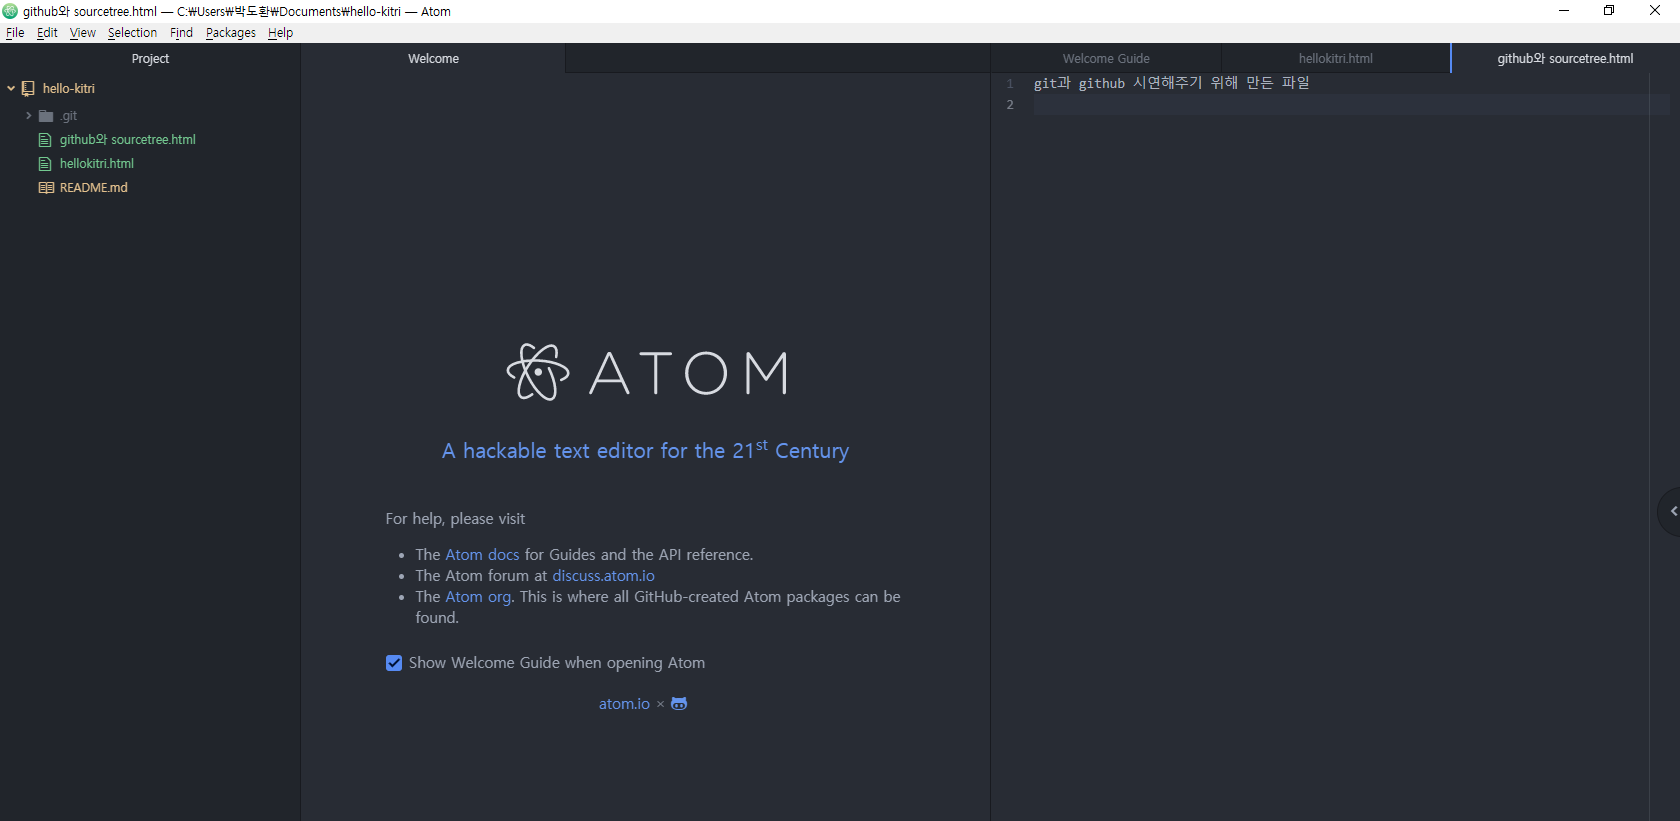 github와 sourcetree.html — C:₩Users₩박도환₩Documents₩hello-kitri — Atom
File Edit View Selection Find Packages Help
Project
hello-kitri
.git
github와 sourcetree.html
hellokitri.html
README.md
Welcome
ATOM
A hackable text editor for the 21st Century
For help, please visit
• The Atom docs for Guides and the API reference.
• The Atom forum at discuss.atom.io
• The Atom org. This is where all GitHub-created Atom packages can be
found.
Show Welcome Guide when opening Atom
atom.io ×
Welcome Guide hellokitri.html github와 sourcetree.html
1 git과 github 시연해주기 위해 만든 파일
2